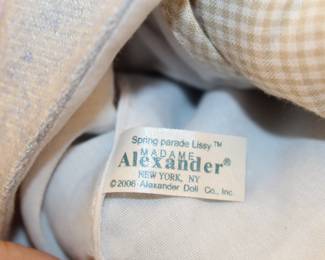 Spring parade Lissy™
MADAME
Alexander®
NEW YORK, NY
©2006 Alexander Doll Co., Inc.